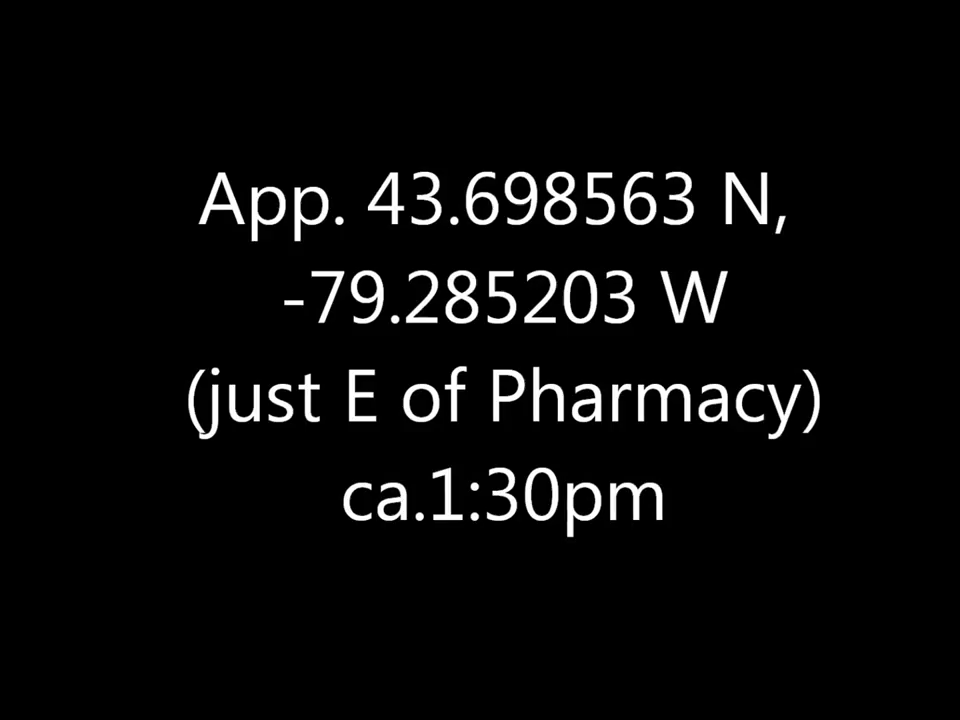 App. 43.698563 N,
-79.285203 W
(just E of Pharmacy)
ca.1:30pm